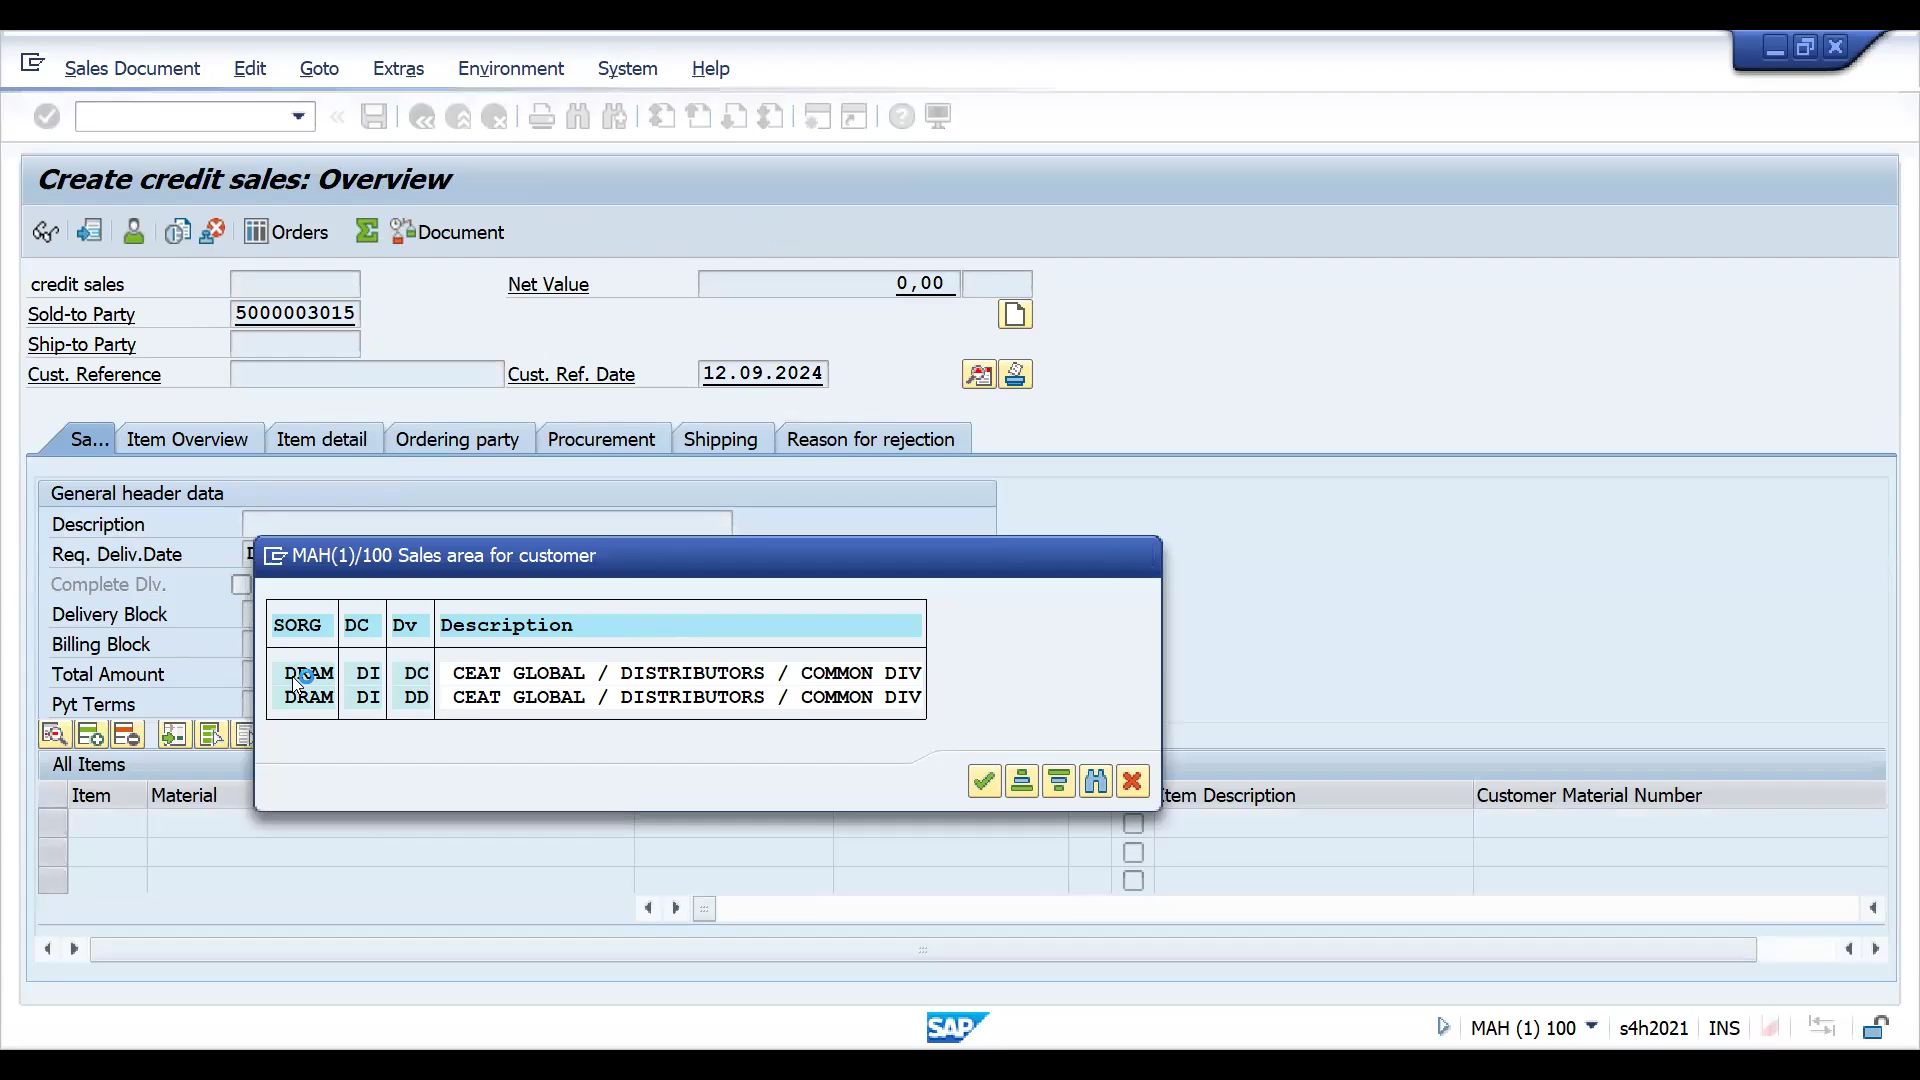 Sales Document Edit Goto Extras Environment System Help
Create credit sales: Overview
Orders Document
credit sales Net Value 0,00
Sold-to Party 5000003015
Ship-to Party
Cust. Reference Cust. Ref. Date 12.09.2024
Sa... Item Overview Item detail Ordering party Procurement Shipping Reason for rejection
General header data
Description
Req. Deliv.Date
Complete Dlv.
Delivery Block
Billing Block
Total Amount
Pyt Terms
MAH(1)/100 Sales area for customer
SORG DC Dv Description
DRAM DI DC CEAT GLOBAL / DISTRIBUTORS / COMMON DIV
DRAM DI DD CEAT GLOBAL / DISTRIBUTORS / COMMON DIV
All Items
Item Material Item Description Customer Material Number
SAP MAH (1) 100 s4h2021 INS